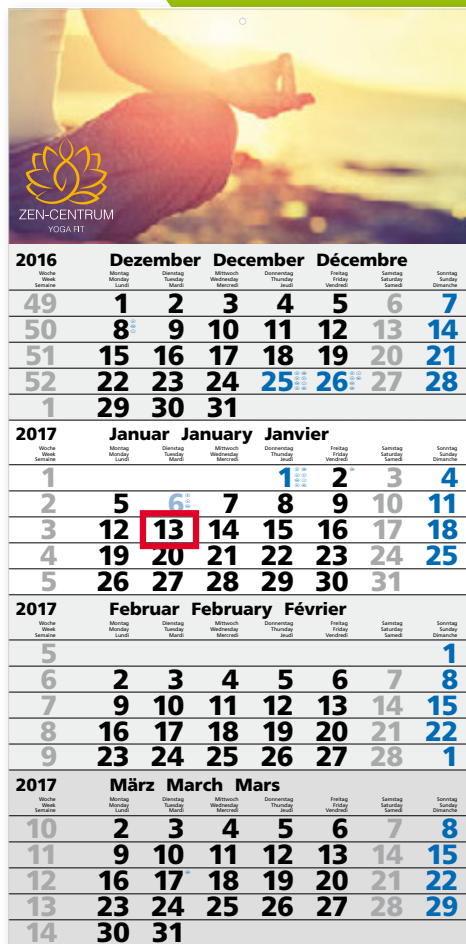 ZEN-CENTRUM
YOGA FIT
2016 Dezember December Décembre
Woche Montag Dienstag Mittwoch Donnerstag Freitag Samstag Sonntag
Week Monday Tuesday Wednesday Thursday Friday Saturday Sunday
Semaine Lundi Mardi Mercredi Jeudi Vendredi Samedi Dimanche
49 1 2 3 4 5 6 7
50 8 9 10 11 12 13 14
51 15 16 17 18 19 20 21
52 22 23 24 25 26 27 28
1 29 30 31
2017 Januar January Janvier
Woche Montag Dienstag Mittwoch Donnerstag Freitag Samstag Sonntag
Week Monday Tuesday Wednesday Thursday Friday Saturday Sunday
Semaine Lundi Mardi Mercredi Jeudi Vendredi Samedi Dimanche
1 1 2 3 4
2 5 6 7 8 9 10 11
3 12 13 14 15 16 17 18
4 19 20 21 22 23 24 25
5 26 27 28 29 30 31
2017 Februar February Février
Woche Montag Dienstag Mittwoch Donnerstag Freitag Samstag Sonntag
Week Monday Tuesday Wednesday Thursday Friday Saturday Sunday
Semaine Lundi Mardi Mercredi Jeudi Vendredi Samedi Dimanche
5 1
6 2 3 4 5 6 7 8
7 9 10 11 12 13 14 15
8 16 17 18 19 20 21 22
9 23 24 25 26 27 28 1
2017 März March Mars
Woche Montag Dienstag Mittwoch Donnerstag Freitag Samstag Sonntag
Week Monday Tuesday Wednesday Thursday Friday Saturday Sunday
Semaine Lundi Mardi Mercredi Jeudi Vendredi Samedi Dimanche
10 2 3 4 5 6 7 8
11 9 10 11 12 13 14 15
12 16 17 18 19 20 21 22
13 23 24 25 26 27 28 29
14 30 31